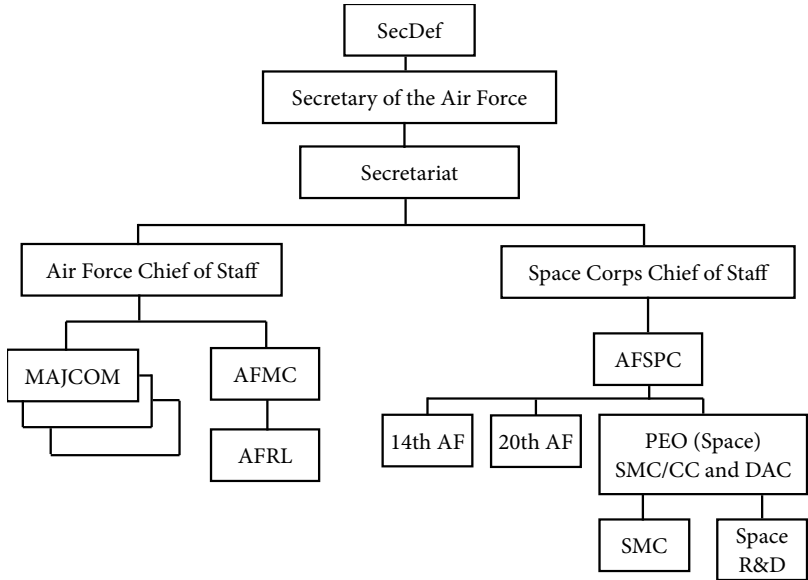 SecDef
Secretary of the Air Force
Secretariat
Air Force Chief of Staff
Space Corps Chief of Staff
MAJCOM
AFMC
AFSPC
AFRL
14th AF
20th AF
PEO (Space)
SMC/CC and DAC
SMC
Space
R&D